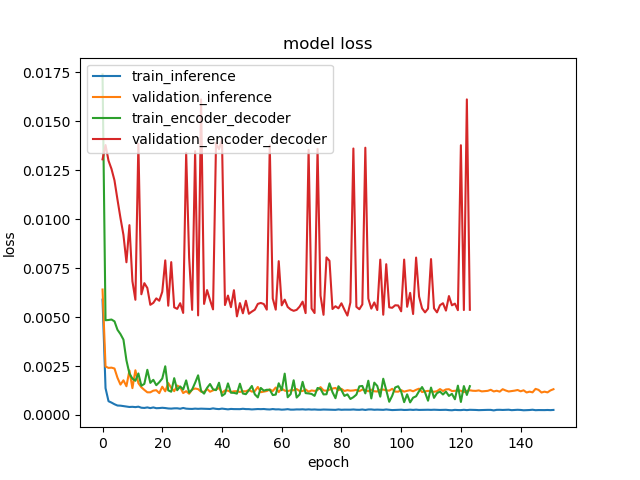 model loss
train_inference
validation_inference
train_encoder_decoder
validation_encoder_decoder
0.0175
0.0150
0.0125
0.0100
0.0075
0.0050
0.0025
0.0000
loss
0 20 40 60 80 100 120 140
epoch